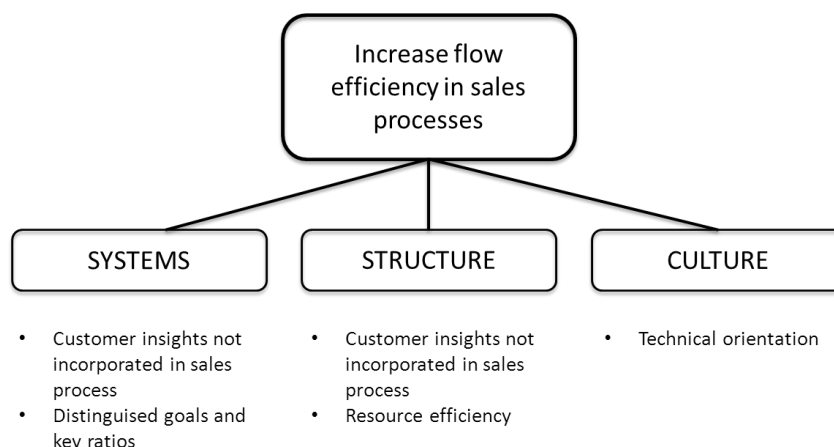 Increase flow
efficiency in sales
processes
SYSTEMS
STRUCTURE
CULTURE
• Customer insights not
incorporated in sales
process
• Distinguised goals and
key ratios
• Customer insights not
incorporated in sales
process
• Resource efficiency
• Technical orientation